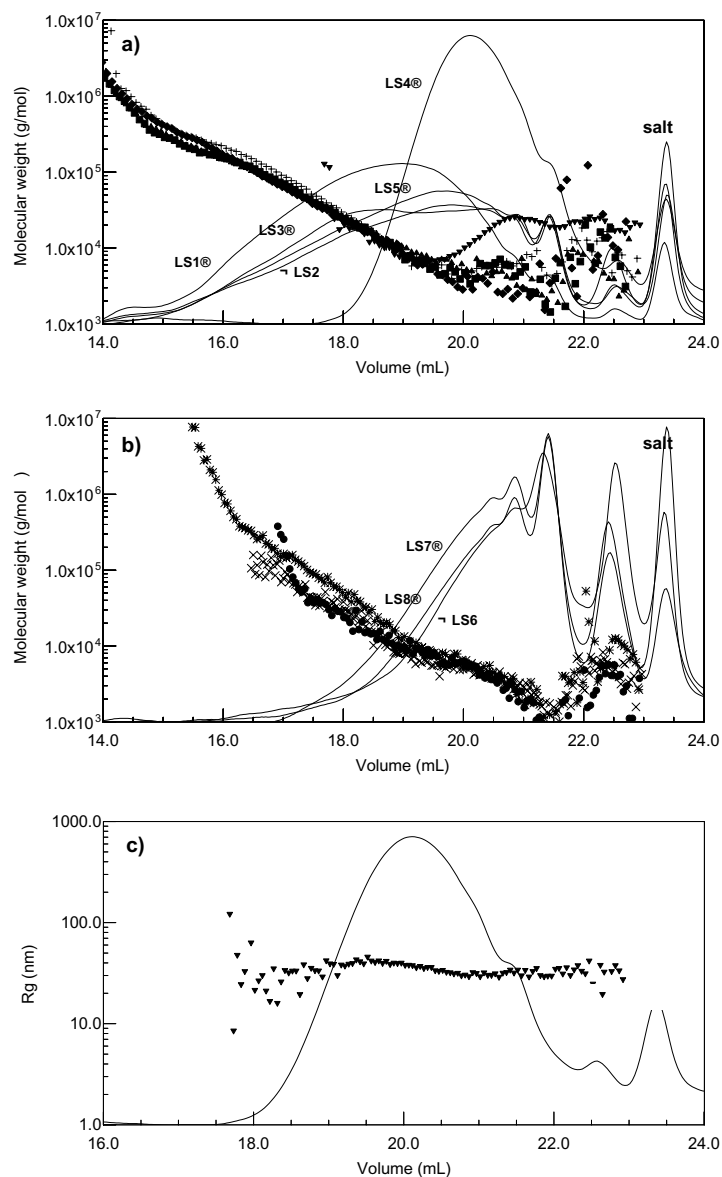 1.0x10⁷
a)
LS4®
1.0x10⁶
salt
1.0x10⁵
LS5®
LS3®
1.0x10⁴
LS1®
¬ LS2
1.0x10³
14.0 16.0 18.0 20.0 22.0 24.0
Volume (mL)
Molecular weight (g/mol)
1.0x10⁷
b)
salt
1.0x10⁶
LS7®
1.0x10⁵
LS8®
¬ LS6
1.0x10⁴
1.0x10³
14.0 16.0 18.0 20.0 22.0 24.0
Volume (mL)
Molecular weight (g/mol )
1000.0
c)
100.0
10.0
1.0
16.0 18.0 20.0 22.0 24.0
Volume (mL)
Rg (nm)